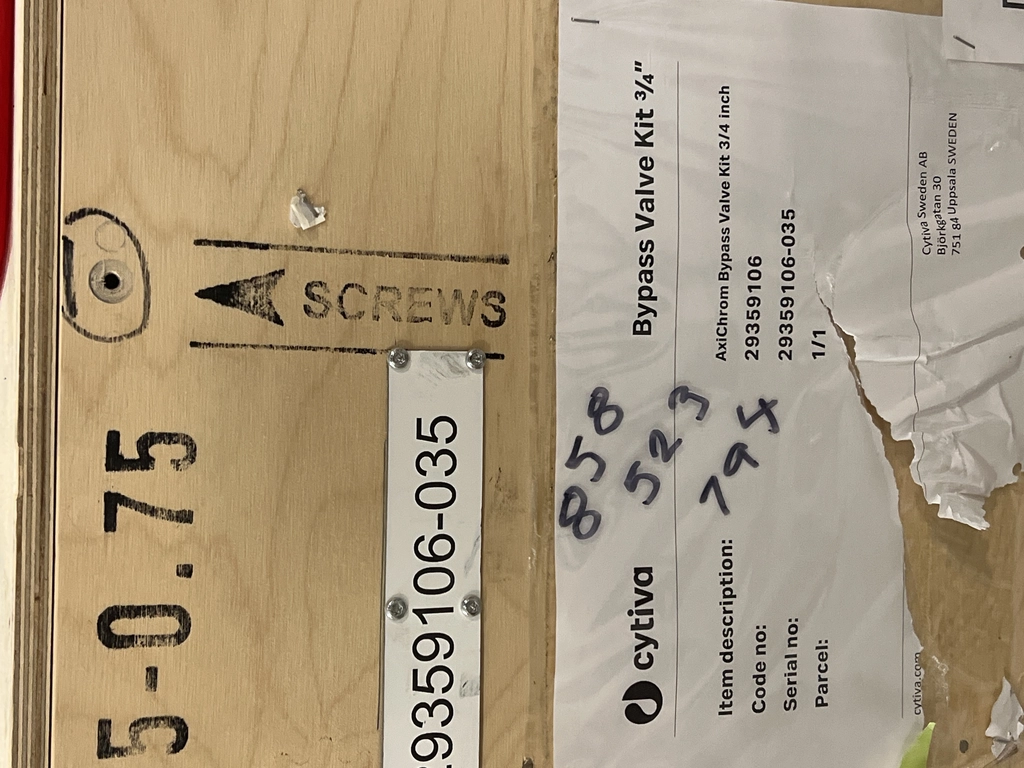 5-0.75
SCREWS
9359106-035
858
523
795
cytiva
Bypass Valve Kit ¾"
Item description: AxiChrom Bypass Valve Kit 3/4 inch
Code no: 29359106
Serial no: 29359106-035
Parcel: 1/1
cytiva.com
Cytiva Sweden AB
Björkgatan 30
751 84 Uppsala SWEDEN